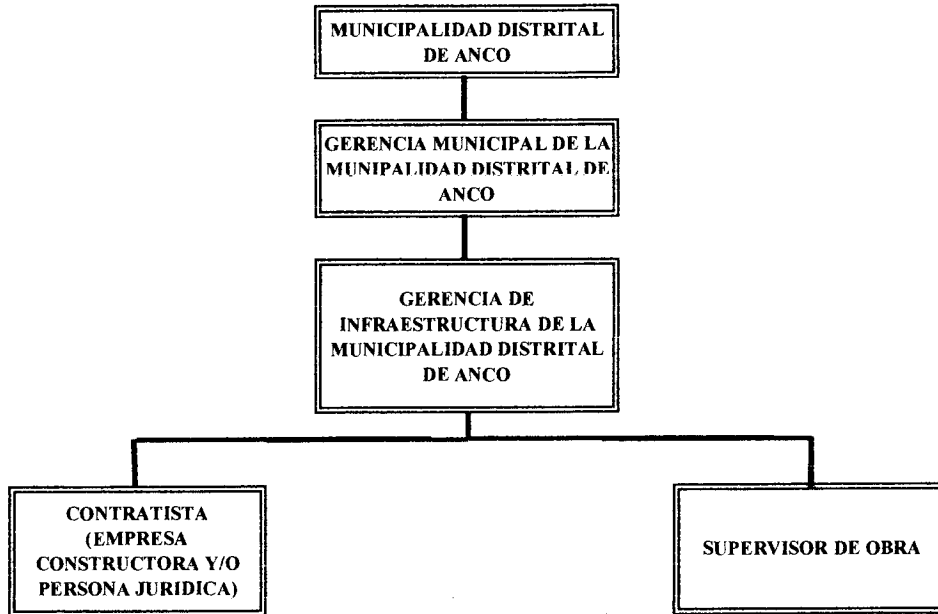 MUNICIPALIDAD DISTRITAL
DE ANCO
GERENCIA MUNICIPAL DE LA
MUNIPALIDAD DISTRITAL DE
ANCO
GERENCIA DE
INFRAESTRUCTURA DE LA
MUNICIPALIDAD DISTRITAL
DE ANCO
CONTRATISTA
(EMPRESA
CONSTRUCTORA Y/O
PERSONA JURIDICA)
SUPERVISOR DE OBRA